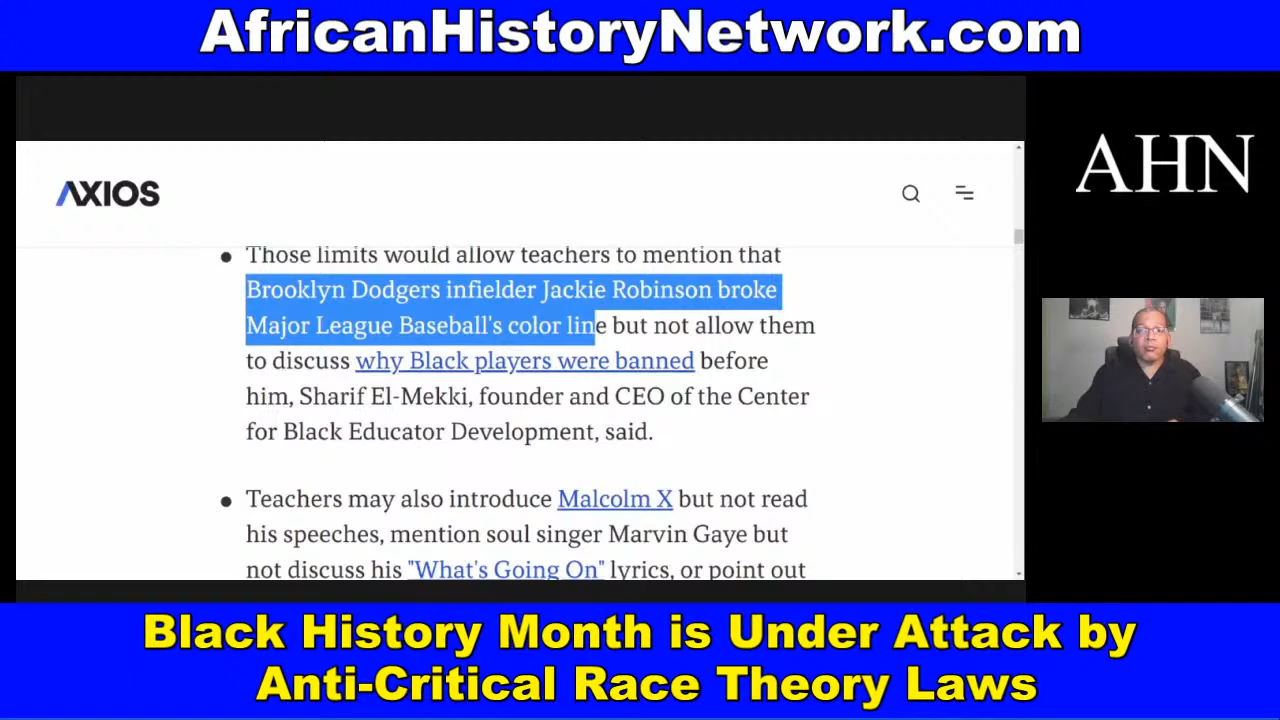 AfricanHistoryNetwork.com
AXIOS
AHN
Those limits would allow teachers to mention that
Brooklyn Dodgers infielder Jackie Robinson broke
Major League Baseball's color line but not allow them
to discuss why Black players were banned before
him, Sharif El-Mekki, founder and CEO of the Center
for Black Educator Development, said.
Teachers may also introduce Malcolm X but not read
his speeches, mention soul singer Marvin Gaye but
not discuss his "What's Going On" lyrics, or point out
Black History Month is Under Attack by
Anti-Critical Race Theory Laws